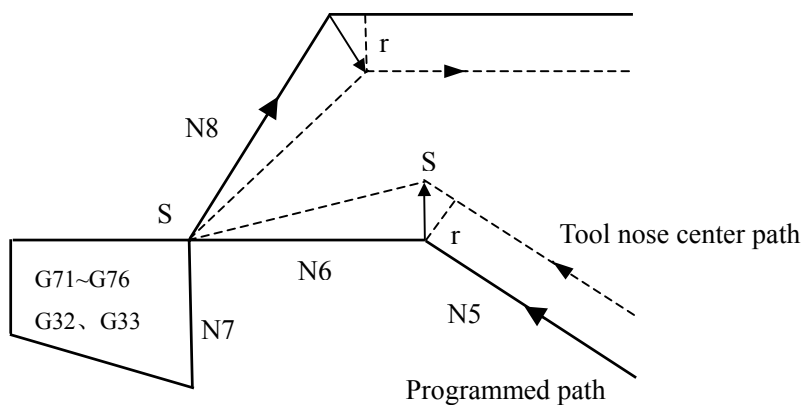 r
N8
S
S
r
Tool nose center path
N6
G71~G76
G32、G33
N7
N5
Programmed path